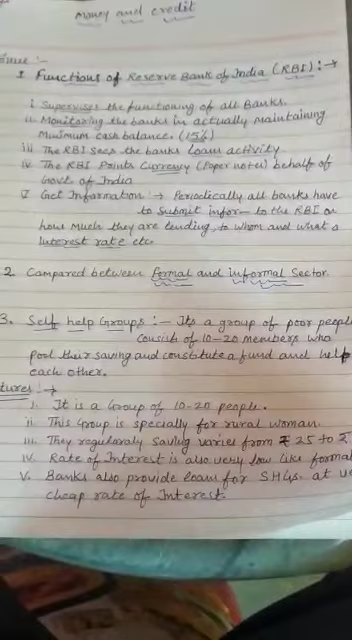 Money and credit
1. Functions of Reserve Bank of India (RBI) :→
i. Supervises the functioning of all Banks.
ii. Monitoring the banks in actually maintaining
Minimum cash balance. (15%)
iii. The RBI sees the banks loans activity.
iv. The RBI Prints Currency (Paper notes) behalf of
Govt. of India
V. Get Information :→ Periodically all banks have
to Submit infor- to the RBI on
how Much they are lending, to whom and what a
Interest rate etc.
2. Compared between formal and informal Sector.
3. Self help Groups :- Its a group of poor people
Consists of 10-20 members who
pool their saving and constitute a fund and help
each other.
tures :→
i. It is a Group of 10-20 people.
ii. This Group is specially for rural woman.
iii. They regularaly Saving varies from ₹ 25 to ₹
iv. Rate of Interest is also very low like formal
V. Banks also provide loans for SHGs. at ve
cheap rate of Interest